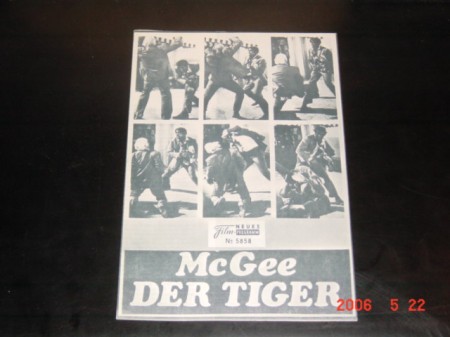 NEUES
Film PROGRAMM
Nr 5858
McGee
DER TIGER
2006 5 22